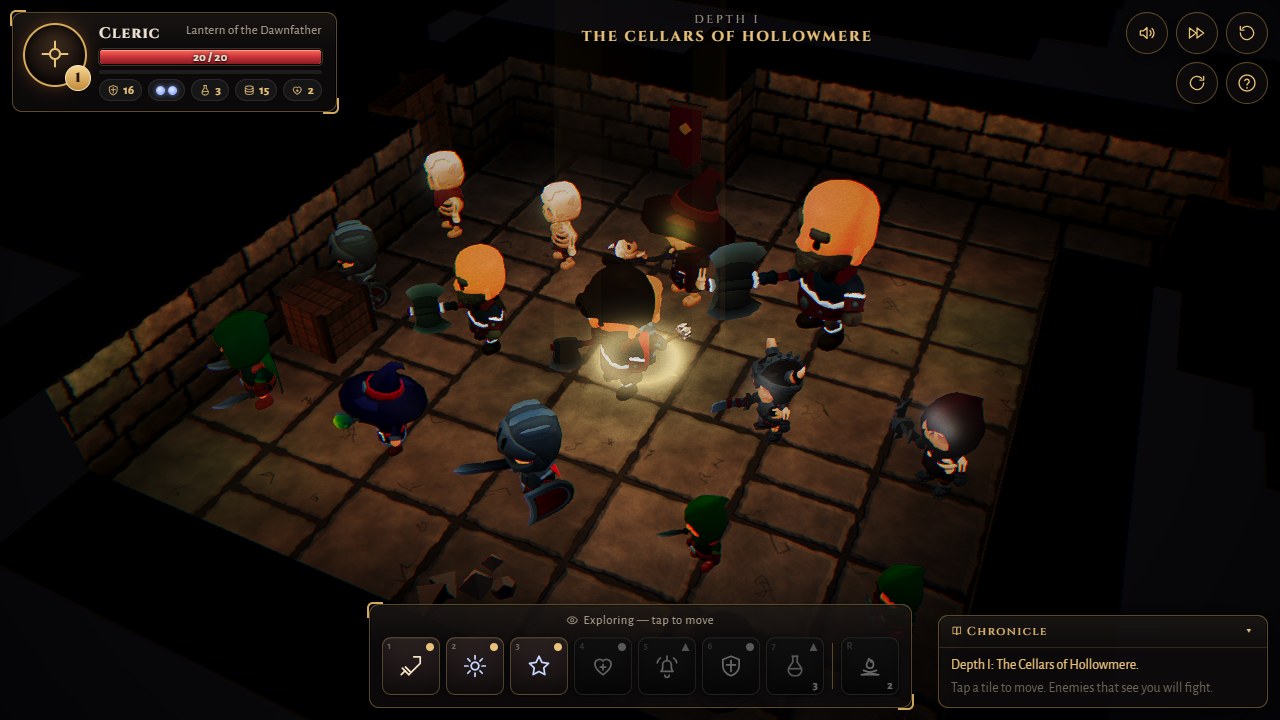 CLERIC Lantern of the Dawnfather
20 / 20
1
16 3 15 2
DEPTH I
THE CELLARS OF HOLLOWMERE
Exploring — tap to move
1 2 3 4 5 6 7 R
3 2
CHRONICLE
Depth I: The Cellars of Hollowmere.
Tap a tile to move. Enemies that see you will fight.